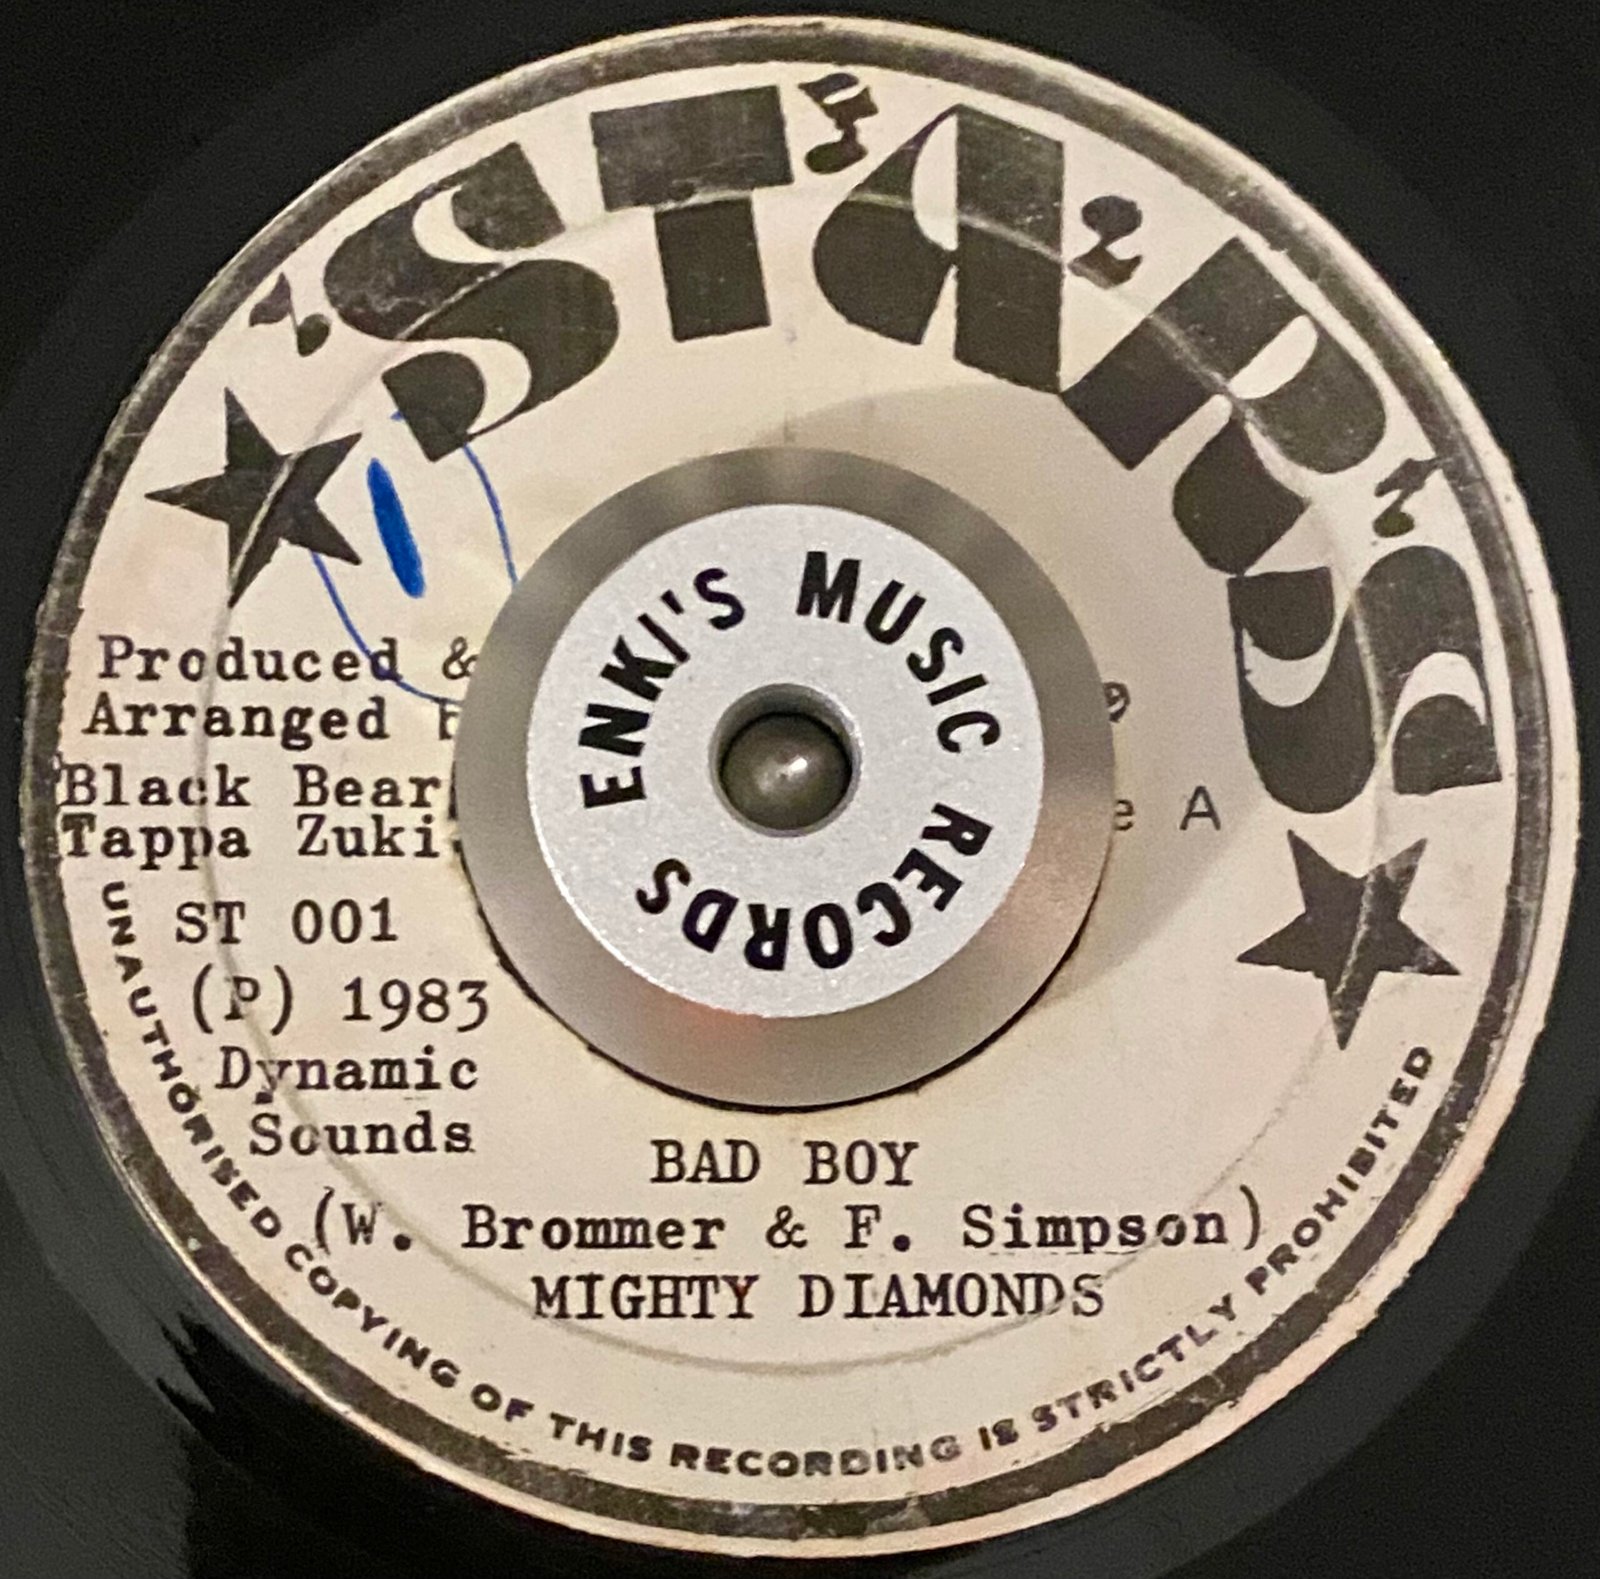 STARS
Produced &
Arranged
Black Bear
Tappa Zuki
ST 001
(P) 1983
Dynamic
Sounds
A
ENKI'S MUSIC RECORDS
BAD BOY
(W. Brommer & F. Simpson)
MIGHTY DIAMONDS
UNAUTHORISED COPYING OF THIS RECORDING IS STRICTLY PROHIBITED